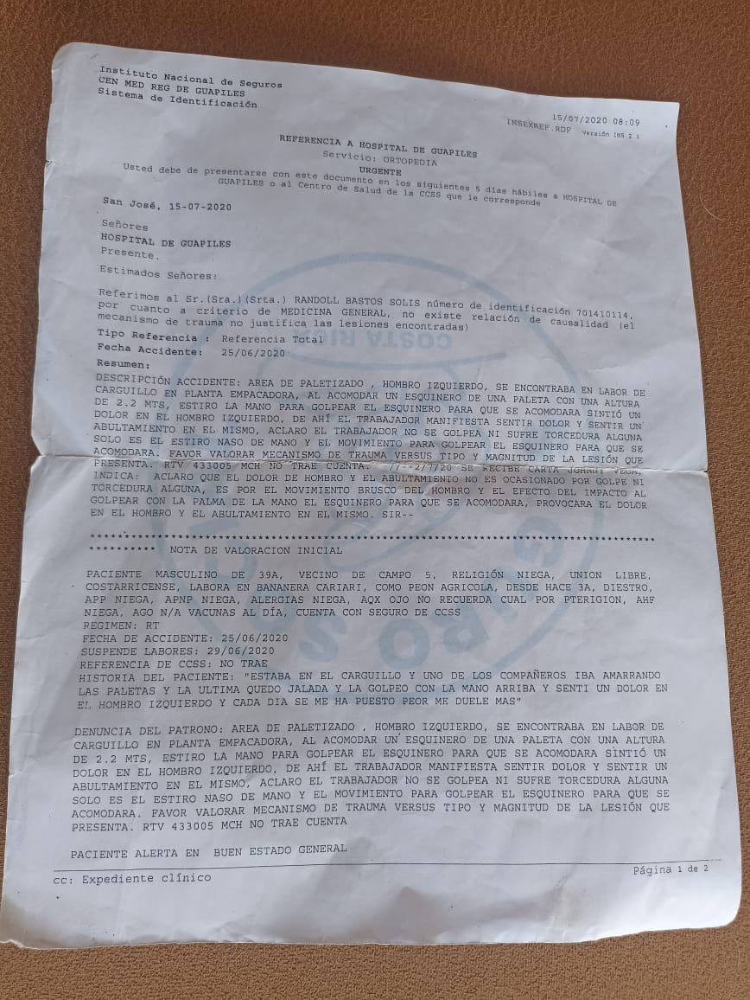 Instituto Nacional de Seguros
CEN MED REG DE GUAPILES
Sistema de Identificación
15/07/2020 08:09
INSEXREF.RDF Versión INS 2 1
REFERENCIA A HOSPITAL DE GUAPILES
Servicio: ORTOPEDIA
URGENTE
Usted debe de presentarse con este documento en los siguientes 5 días hábiles a HOSPITAL DE
GUAPILES o al Centro de Salud de la CCSS que le corresponde
San José, 15-07-2020
Señores
HOSPITAL DE GUAPILES
Presente.
Estimados Señores:
Referimos al Sr.(Sra.)(Srta.) RANDOLL BASTOS SOLIS número de identificación 701410114,
por cuanto a criterio de MEDICINA GENERAL, no existe relación de causalidad (el
mecanismo de trauma no justifica las lesiones encontradas)
Tipo Referencia : Referencia Total
Fecha Accidente: 25/06/2020
Resumen:
DESCRIPCIÓN ACCIDENTE: AREA DE PALETIZADO , HOMBRO IZQUIERDO, SE ENCONTRABA EN LABOR DE
CARGUILLO EN PLANTA EMPACADORA, AL ACOMODAR UN ESQUINERO DE UNA PALETA CON UNA ALTURA
DE 2.2 MTS, ESTIRO LA MANO PARA GOLPEAR EL ESQUINERO PARA QUE SE ACOMODARA SINTIÓ UN
DOLOR EN EL HOMBRO IZQUIERDO, DE AHÍ EL TRABAJADOR MANIFIESTA SENTIR DOLOR Y SENTIR UN
ABULTAMIENTO EN EL MISMO, ACLARO EL TRABAJADOR NO SE GOLPEA NI SUFRE TORCEDURA ALGUNA
SOLO ES EL ESTIRO NASO DE MANO Y EL MOVIMIENTO PARA GOLPEAR EL ESQUINERO PARA QUE SE
ACOMODARA. FAVOR VALORAR MECANISMO DE TRAUMA VERSUS TIPO Y MAGNITUD DE LA LESIÓN QUE
PRESENTA. RTV 433005 MCH NO TRAE CUENTA. //--2/7/20 SE RECIBE CARTA JOHNNY VEGA,
INDICA: ACLARO QUE EL DOLOR DE HOMBRO Y EL ABULTAMIENTO NO ES OCASIONADO POR GOLPE NI
TORCEDURA ALGUNA, ES POR EL MOVIMIENTO BRUSCO DEL HOMBRO Y EL EFECTO DEL IMPACTO AL
GOLPEAR CON LA PALMA DE LA MANO EL ESQUINERO PARA QUE SE ACOMODARA, PROVOCARA EL DOLOR
EN EL HOMBRO Y EL ABULTAMIENTO EN EL MISMO. SIR--
********** NOTA DE VALORACION INICIAL
PACIENTE MASCULINO DE 39A, VECINO DE CAMPO 5, RELIGIÓN NIEGA, UNION LIBRE,
COSTARRICENSE, LABORA EN BANANERA CARIARI, COMO PEON AGRICOLA, DESDE HACE 3A, DIESTRO,
APP NIEGA, APNP NIEGA, ALERGIAS NIEGA, AQX OJO NO RECUERDA CUAL POR PTERIGION, AHF
NIEGA, AGO N/A VACUNAS AL DÍA, CUENTA CON SEGURO DE CCSS
REGIMEN: RT
FECHA DE ACCIDENTE: 25/06/2020
SUSPENDE LABORES: 29/06/2020
REFERENCIA DE CCSS: NO TRAE
HISTORIA DEL PACIENTE: "ESTABA EN EL CARGUILLO Y UNO DE LOS COMPAÑEROS IBA AMARRANDO
LAS PALETAS Y LA ULTIMA QUEDO JALADA Y LA GOLPEO CON LA MANO ARRIBA Y SENTI UN DOLOR EN
EL HOMBRO IZQUIERDO Y CADA DIA SE ME HA PUESTO PEOR ME DUELE MAS"
DENUNCIA DEL PATRONO: AREA DE PALETIZADO , HOMBRO IZQUIERDO, SE ENCONTRABA EN LABOR DE
CARGUILLO EN PLANTA EMPACADORA, AL ACOMODAR UN ESQUINERO DE UNA PALETA CON UNA ALTURA
DE 2.2 MTS, ESTIRO LA MANO PARA GOLPEAR EL ESQUINERO PARA QUE SE ACOMODARA SINTIÓ UN
DOLOR EN EL HOMBRO IZQUIERDO, DE AHÍ EL TRABAJADOR MANIFIESTA SENTIR DOLOR Y SENTIR UN
ABULTAMIENTO EN EL MISMO, ACLARO EL TRABAJADOR NO SE GOLPEA NI SUFRE TORCEDURA ALGUNA
SOLO ES EL ESTIRO NASO DE MANO Y EL MOVIMIENTO PARA GOLPEAR EL ESQUINERO PARA QUE SE
ACOMODARA. FAVOR VALORAR MECANISMO DE TRAUMA VERSUS TIPO Y MAGNITUD DE LA LESIÓN QUE
PRESENTA. RTV 433005 MCH NO TRAE CUENTA
PACIENTE ALERTA EN BUEN ESTADO GENERAL
cc: Expediente clínico
Página 1 de 2
COSTA RICA